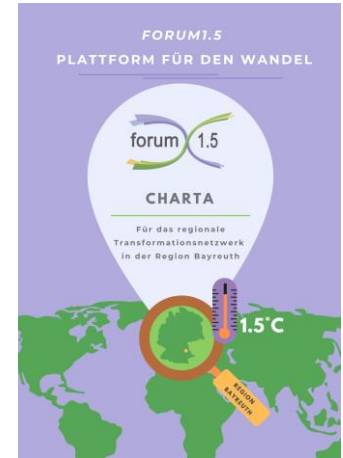 FORUM1.5
PLATTFORM FÜR DEN WANDEL
forum 1.5
CHARTA
Für das regionale
Transformationsnetzwerk
in der Region Bayreuth
1.5°C
REGION
BAYREUTH